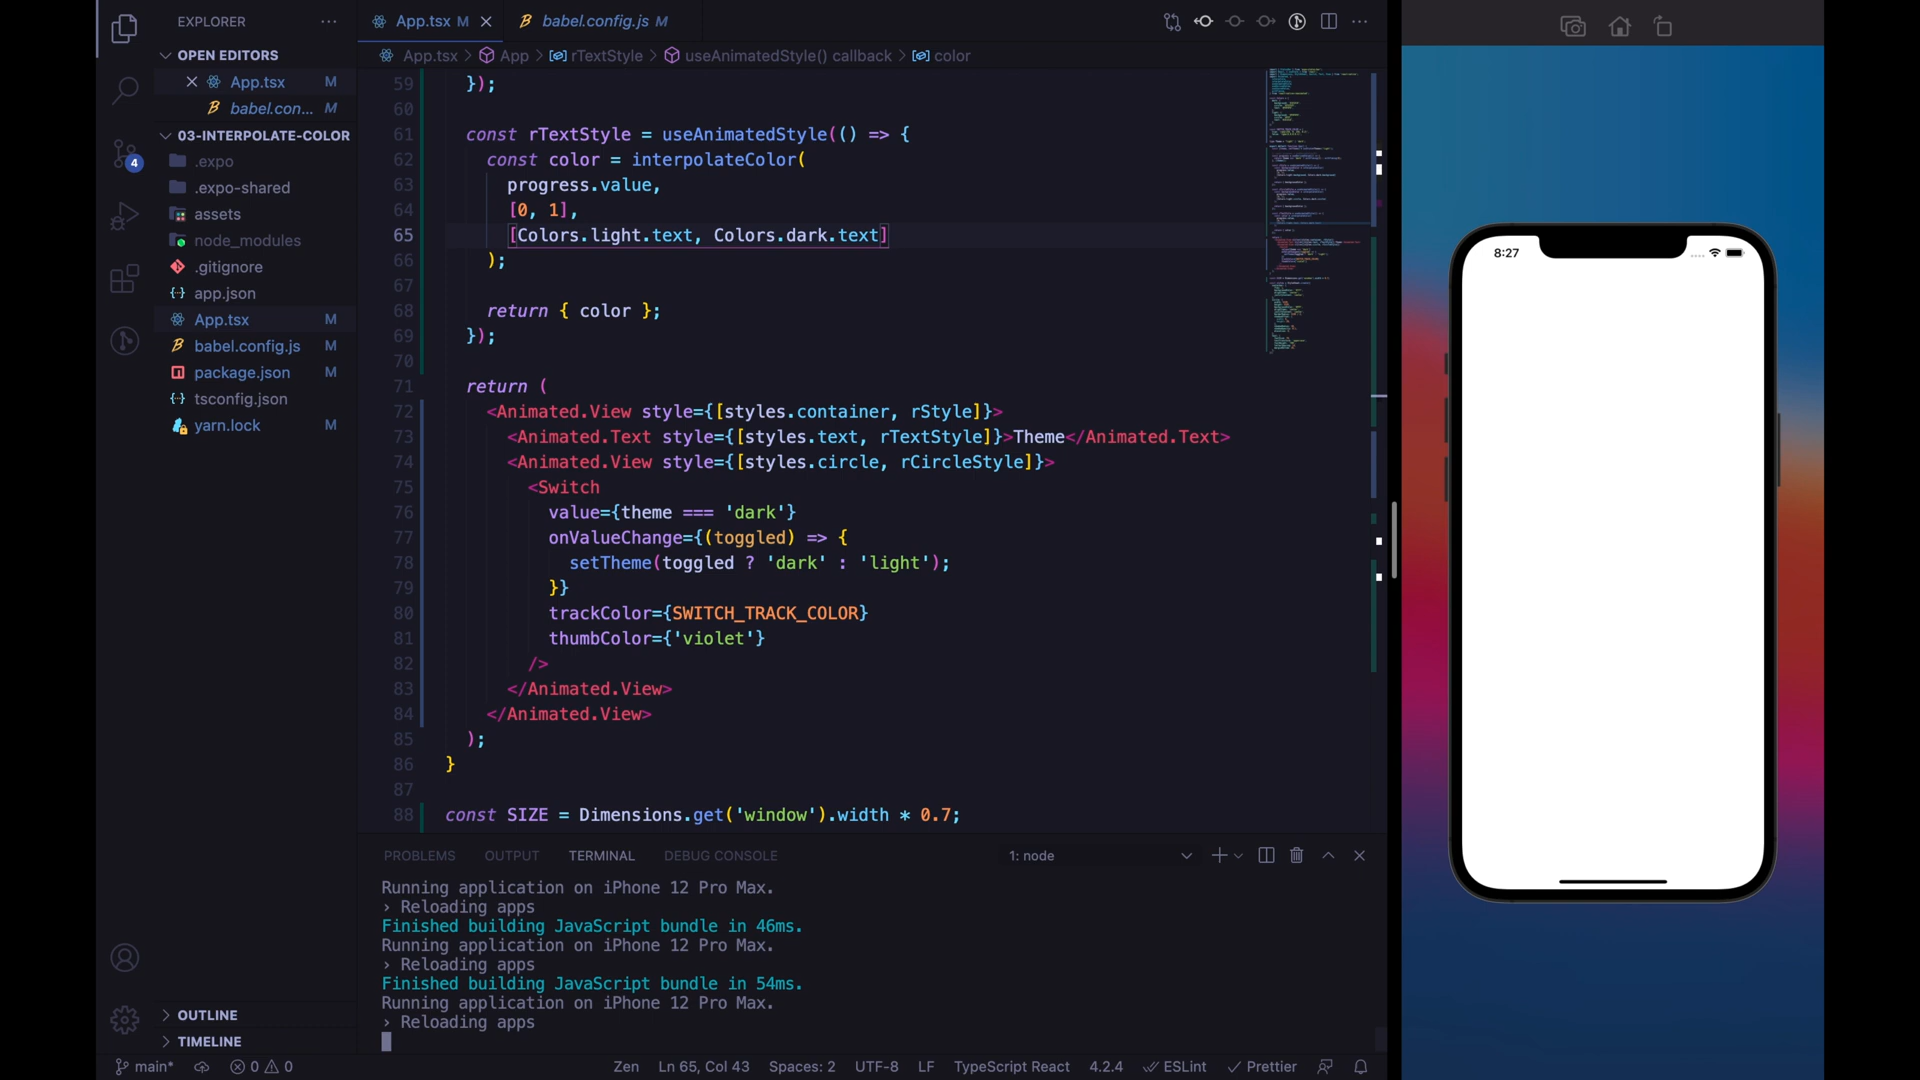 EXPLORER
OPEN EDITORS
App.tsx M
babel.con... M
03-INTERPOLATE-COLOR
.expo
.expo-shared
assets
node_modules
.gitignore
app.json
App.tsx M
babel.config.js M
package.json M
tsconfig.json
yarn.lock M
OUTLINE
TIMELINE
4
App.tsx M
babel.config.js M
App.tsx > App > rTextStyle > useAnimatedStyle() callback > color
59 });
60
61 const rTextStyle = useAnimatedStyle(() => {
62 const color = interpolateColor(
63 progress.value,
64 [0, 1],
65 [Colors.light.text, Colors.dark.text]
66 );
67
68 return { color };
69 });
70
71 return (
72 <Animated.View style={[styles.container, rStyle]}>
73 <Animated.Text style={[styles.text, rTextStyle]}>Theme</Animated.Text>
74 <Animated.View style={[styles.circle, rCircleStyle]}>
75 <Switch
76 value={theme === 'dark'}
77 onValueChange={(toggled) => {
78 setTheme(toggled ? 'dark' : 'light');
79 }}
80 trackColor={SWITCH_TRACK_COLOR}
81 thumbColor={'violet'}
82 />
83 </Animated.View>
84 </Animated.View>
85 );
86 }
87
88 const SIZE = Dimensions.get('window').width * 0.7;
PROBLEMS OUTPUT TERMINAL DEBUG CONSOLE 1: node
Running application on iPhone 12 Pro Max.
› Reloading apps
Finished building JavaScript bundle in 46ms.
Running application on iPhone 12 Pro Max.
› Reloading apps
Finished building JavaScript bundle in 54ms.
Running application on iPhone 12 Pro Max.
› Reloading apps
main* 0 0 Zen Ln 65, Col 43 Spaces: 2 UTF-8 LF TypeScript React 4.2.4 ESLint Prettier
8:27